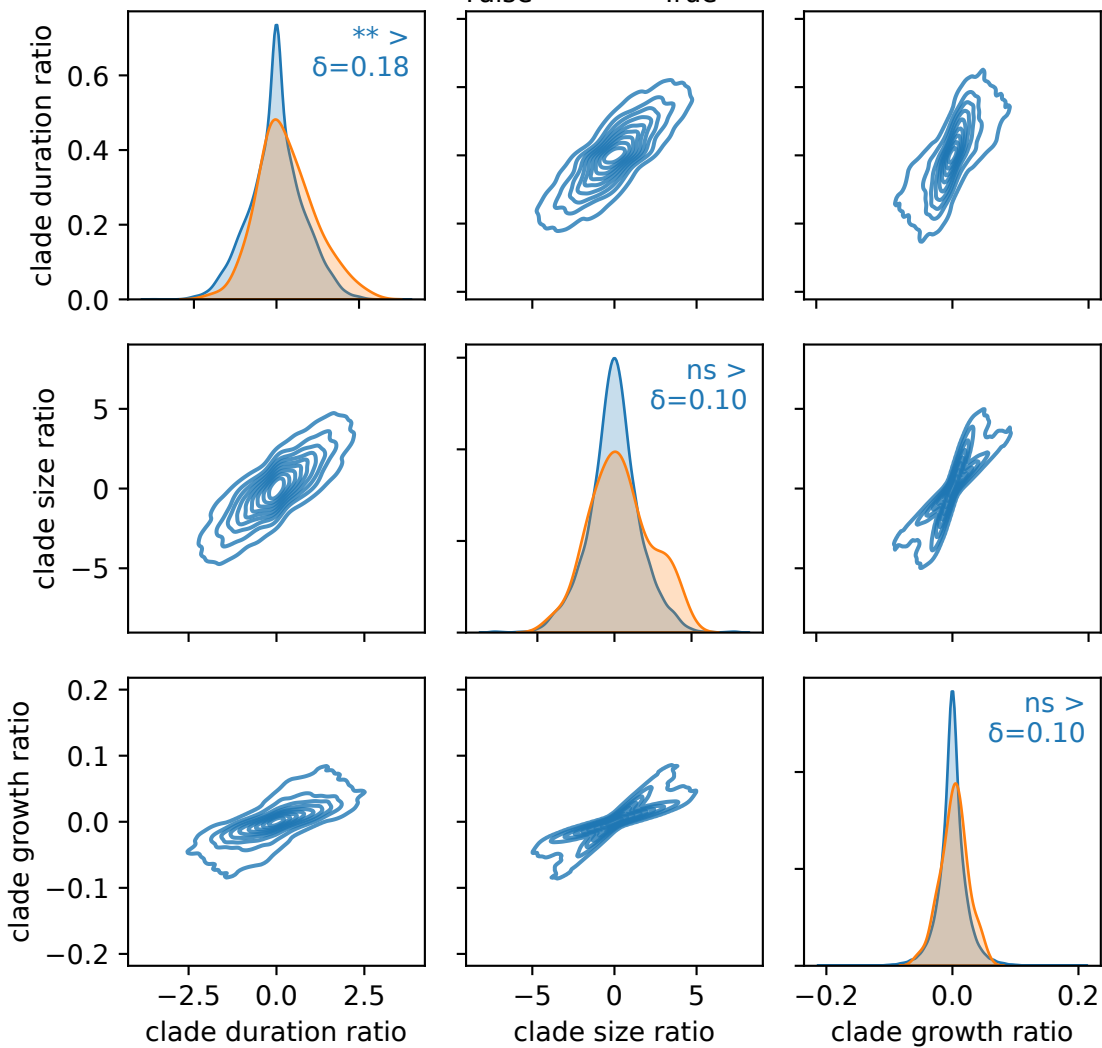 clade duration ratio
0.6
0.4
0.2
0.0
** >
δ=0.18
clade size ratio
5
0
−5
ns >
δ=0.10
clade growth ratio
0.2
0.1
0.0
−0.1
−0.2
ns >
δ=0.10
−2.5 0.0 2.5
−5 0 5
−0.2 0.0 0.2
clade duration ratio
clade size ratio
clade growth ratio